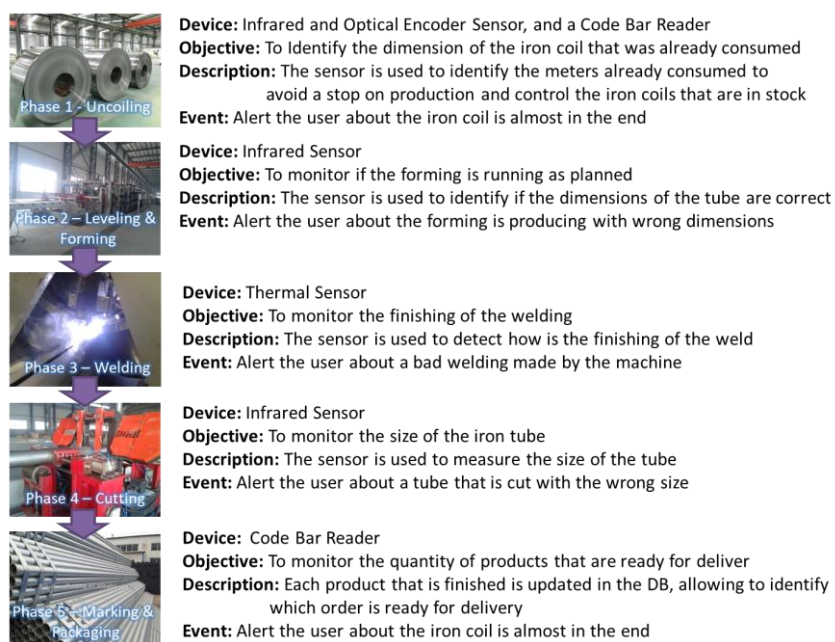 Device: Infrared and Optical Encoder Sensor, and a Code Bar Reader
Objective: To Identify the dimension of the iron coil that was already consumed
Description: The sensor is used to identify the meters already consumed to
avoid a stop on production and control the iron coils that are in stock
Event: Alert the user about the iron coil is almost in the end
Phase 1 - Uncoiling
Device: Infrared Sensor
Objective: To monitor if the forming is running as planned
Description: The sensor is used to identify if the dimensions of the tube are correct
Event: Alert the user about the forming is producing with wrong dimensions
Phase 2 – Leveling &
Forming
Device: Thermal Sensor
Objective: To monitor the finishing of the welding
Description: The sensor is used to detect how is the finishing of the weld
Event: Alert the user about a bad welding made by the machine
Phase 3 – Welding
Device: Infrared Sensor
Objective: To monitor the size of the iron tube
Description: The sensor is used to measure the size of the tube
Event: Alert the user about a tube that is cut with the wrong size
Phase 4 – Cutting
Device: Code Bar Reader
Objective: To monitor the quantity of products that are ready for deliver
Description: Each product that is finished is updated in the DB, allowing to identify
which order is ready for delivery
Event: Alert the user about the iron coil is almost in the end
Phase 5 – Marking &
Packaging